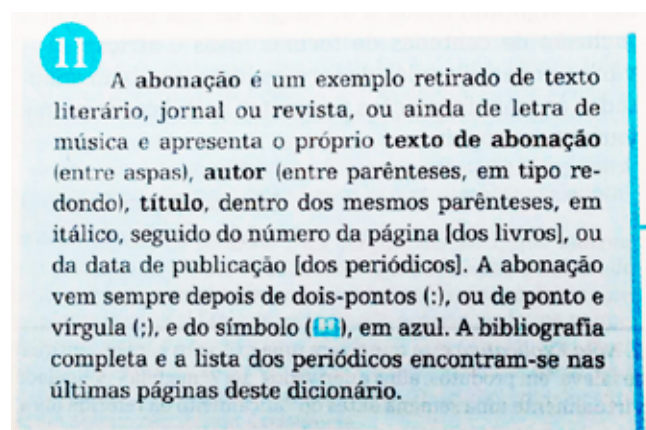 11
A abonação é um exemplo retirado de texto
literário, jornal ou revista, ou ainda de letra de
música e apresenta o próprio texto de abonação
(entre aspas), autor (entre parênteses, em tipo re-
dondo), título, dentro dos mesmos parênteses, em
itálico, seguido do número da página [dos livros], ou
da data de publicação [dos periódicos]. A abonação
vem sempre depois de dois-pontos (:), ou de ponto e
vírgula (;), e do símbolo (📖), em azul. A bibliografia
completa e a lista dos periódicos encontram-se nas
últimas páginas deste dicionário.